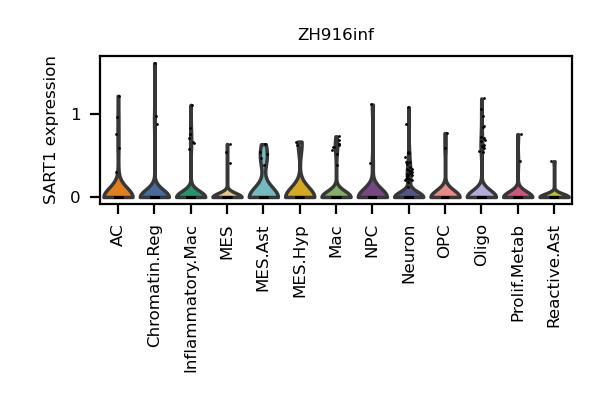 ZH916inf
SART1 expression
1
0
AC
Chromatin.Reg
Inflammatory.Mac
MES
MES.Ast
MES.Hyp
Mac
NPC
Neuron
OPC
Oligo
Prolif.Metab
Reactive.Ast